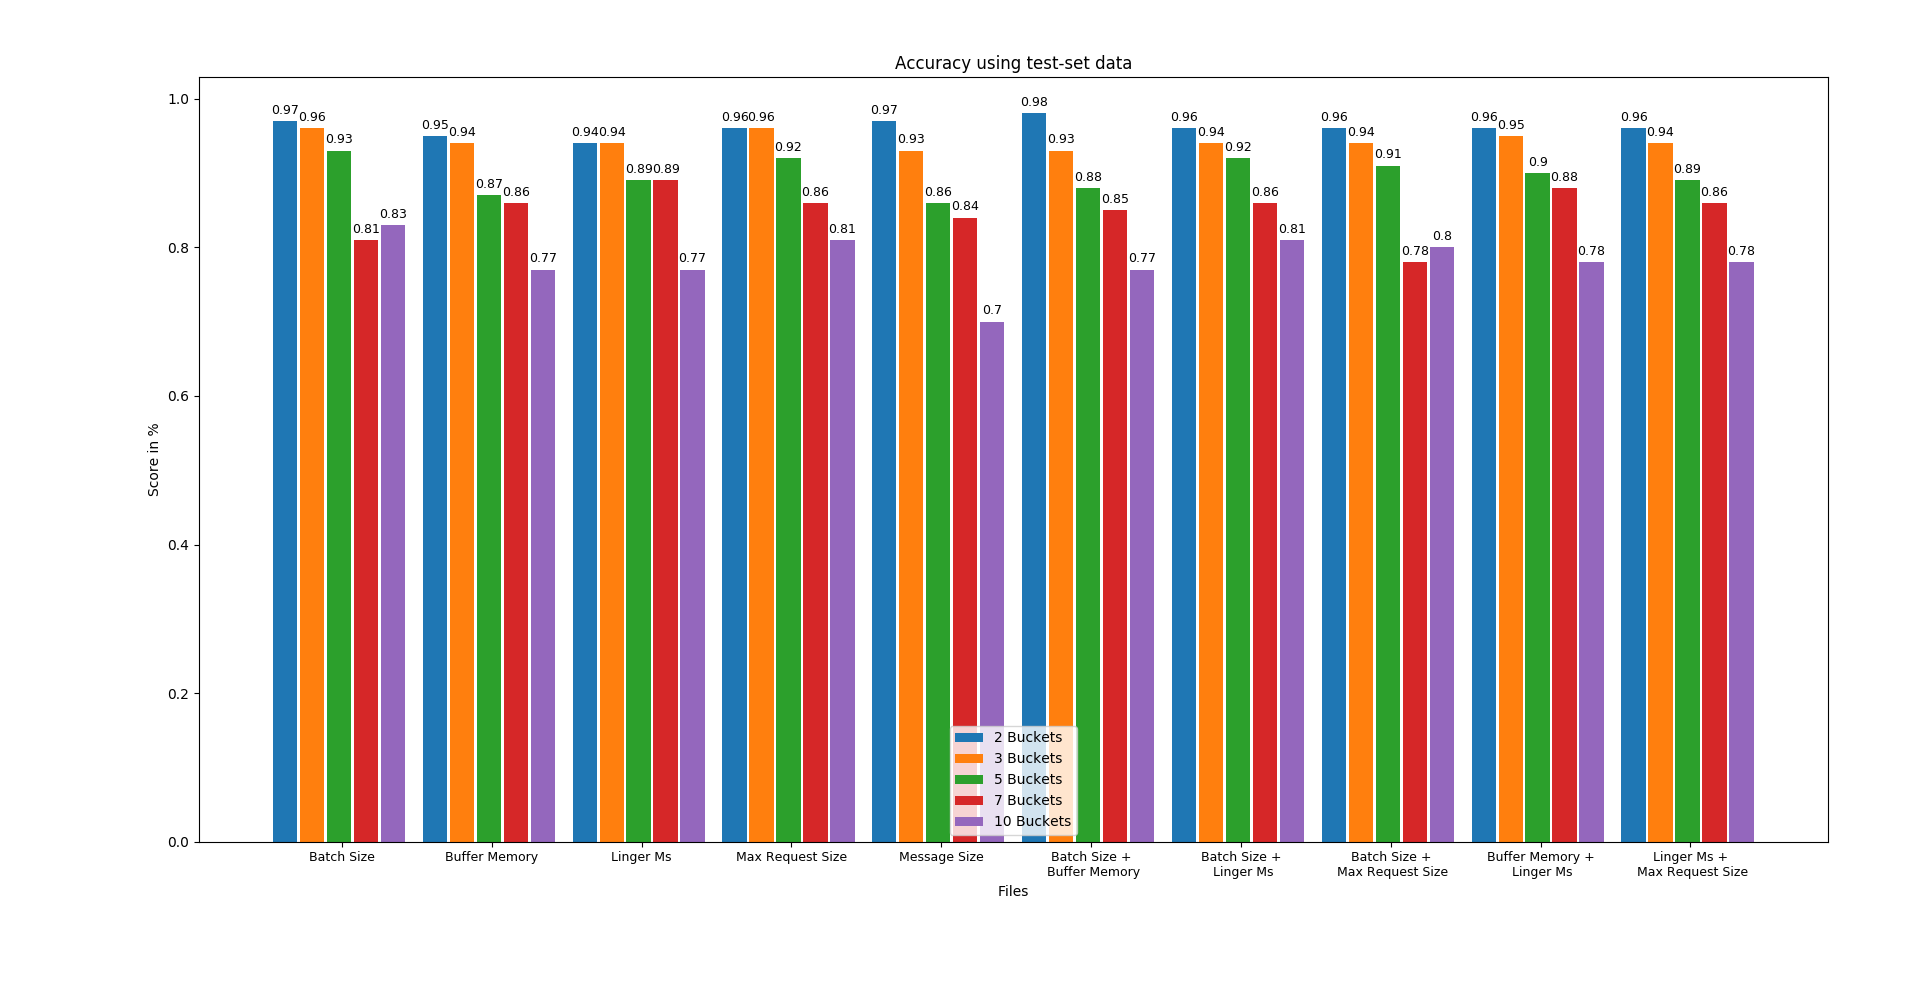 Accuracy using test-set data
1.0
0.8
0.6
0.4
0.2
0.0
Score in %
0.97 0.96 0.93 0.81 0.83
0.95 0.94 0.87 0.86 0.77
0.94 0.94 0.89 0.89 0.77
0.96 0.96 0.92 0.86 0.81
0.97 0.93 0.86 0.84 0.7
0.98 0.93 0.88 0.85 0.77
0.96 0.94 0.92 0.86 0.81
0.96 0.94 0.91 0.78 0.8
0.96 0.95 0.9 0.88 0.78
0.96 0.94 0.89 0.86 0.78
2 Buckets
3 Buckets
5 Buckets
7 Buckets
10 Buckets
Batch Size
Buffer Memory
Linger Ms
Max Request Size
Message Size
Batch Size +
Buffer Memory
Batch Size +
Linger Ms
Batch Size +
Max Request Size
Buffer Memory +
Linger Ms
Linger Ms +
Max Request Size
Files